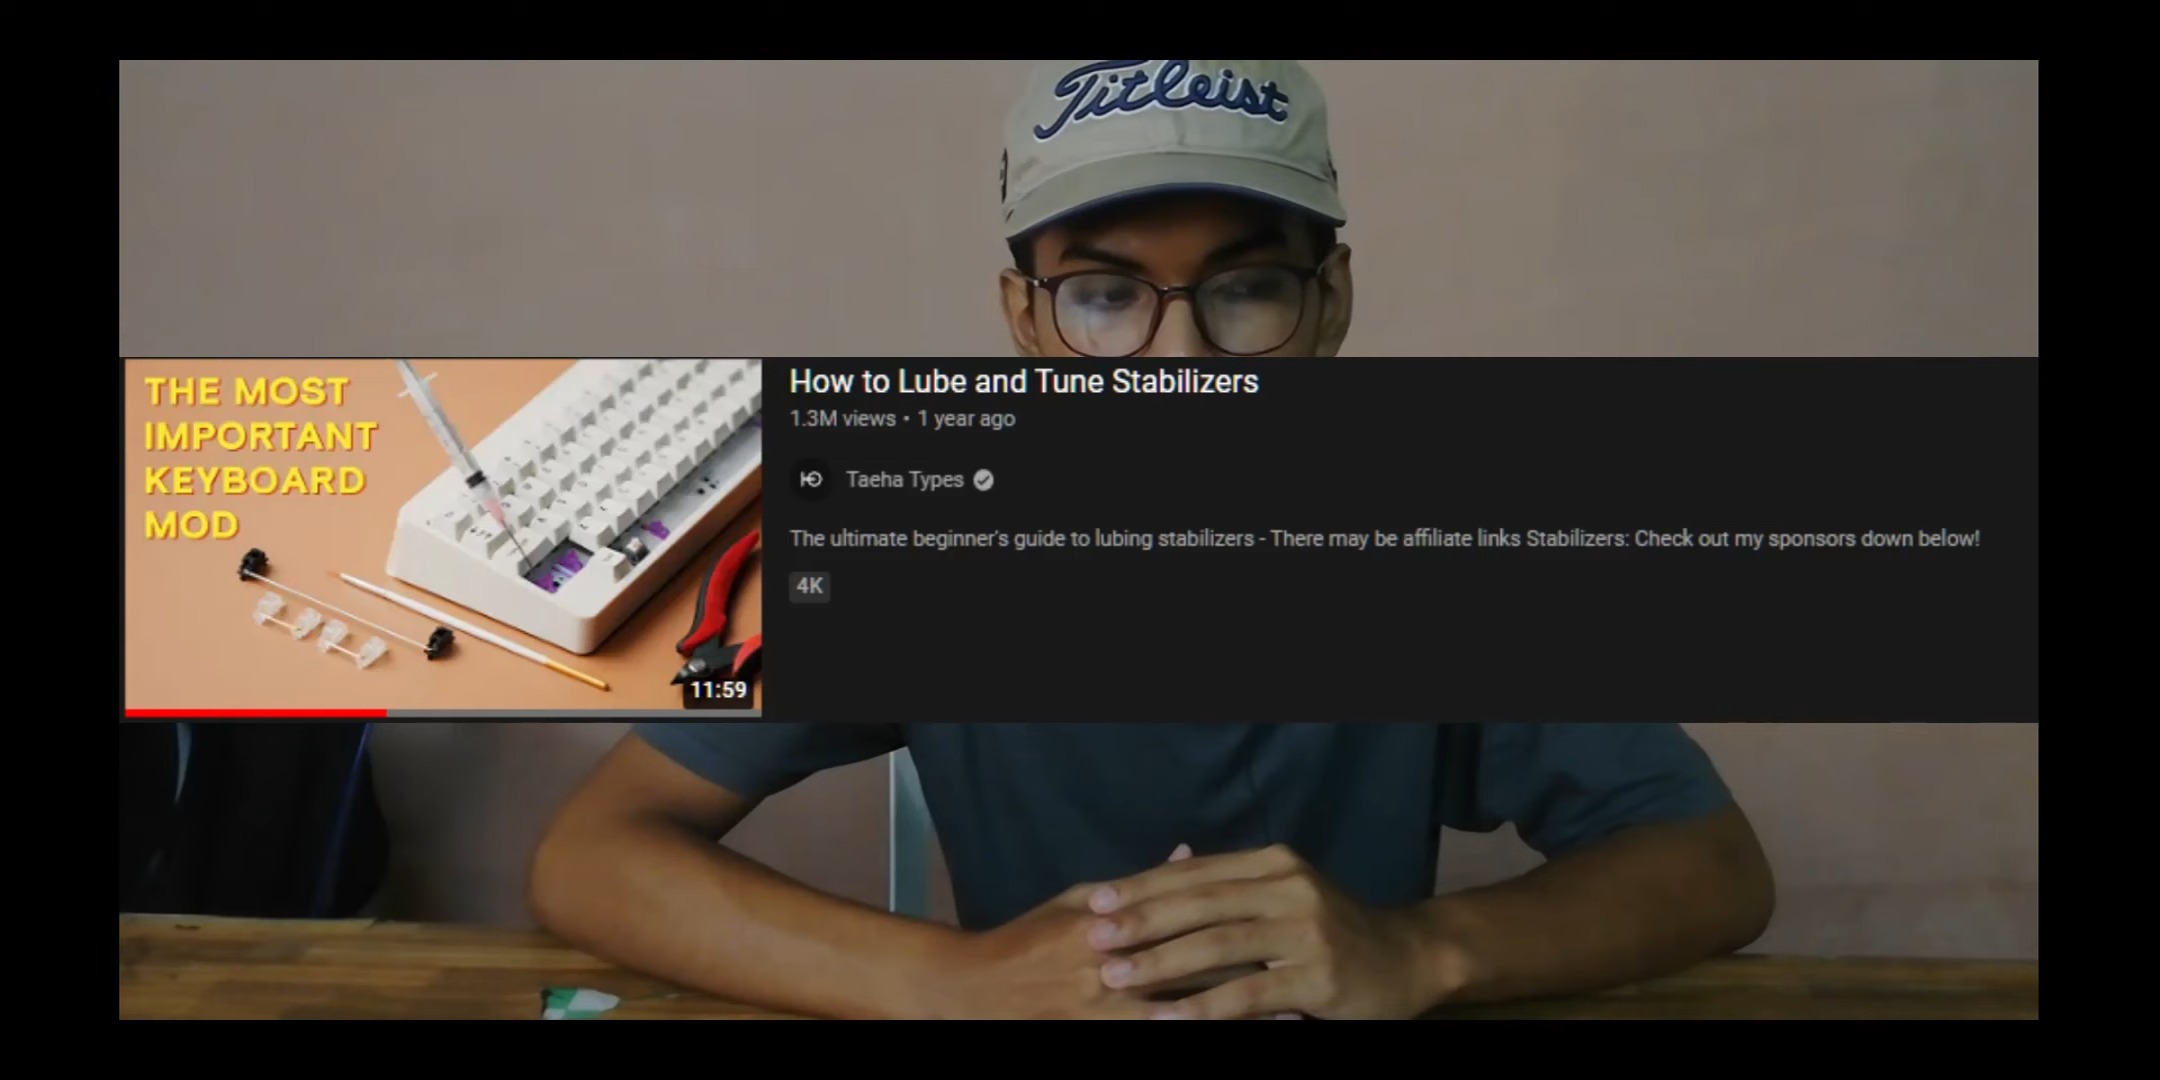 Titleist
THE MOST
IMPORTANT
KEYBOARD
MOD
11:59
How to Lube and Tune Stabilizers
1.3M views • 1 year ago
Taeha Types
The ultimate beginner's guide to lubing stabilizers - There may be affiliate links Stabilizers: Check out my sponsors down below!
4K